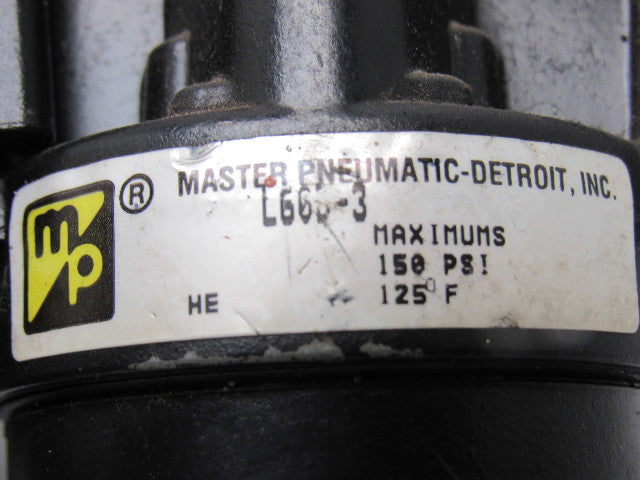 mp ® MASTER PNEUMATIC-DETROIT, INC.
MAXIMUMS
150 PSI
HE 125° F